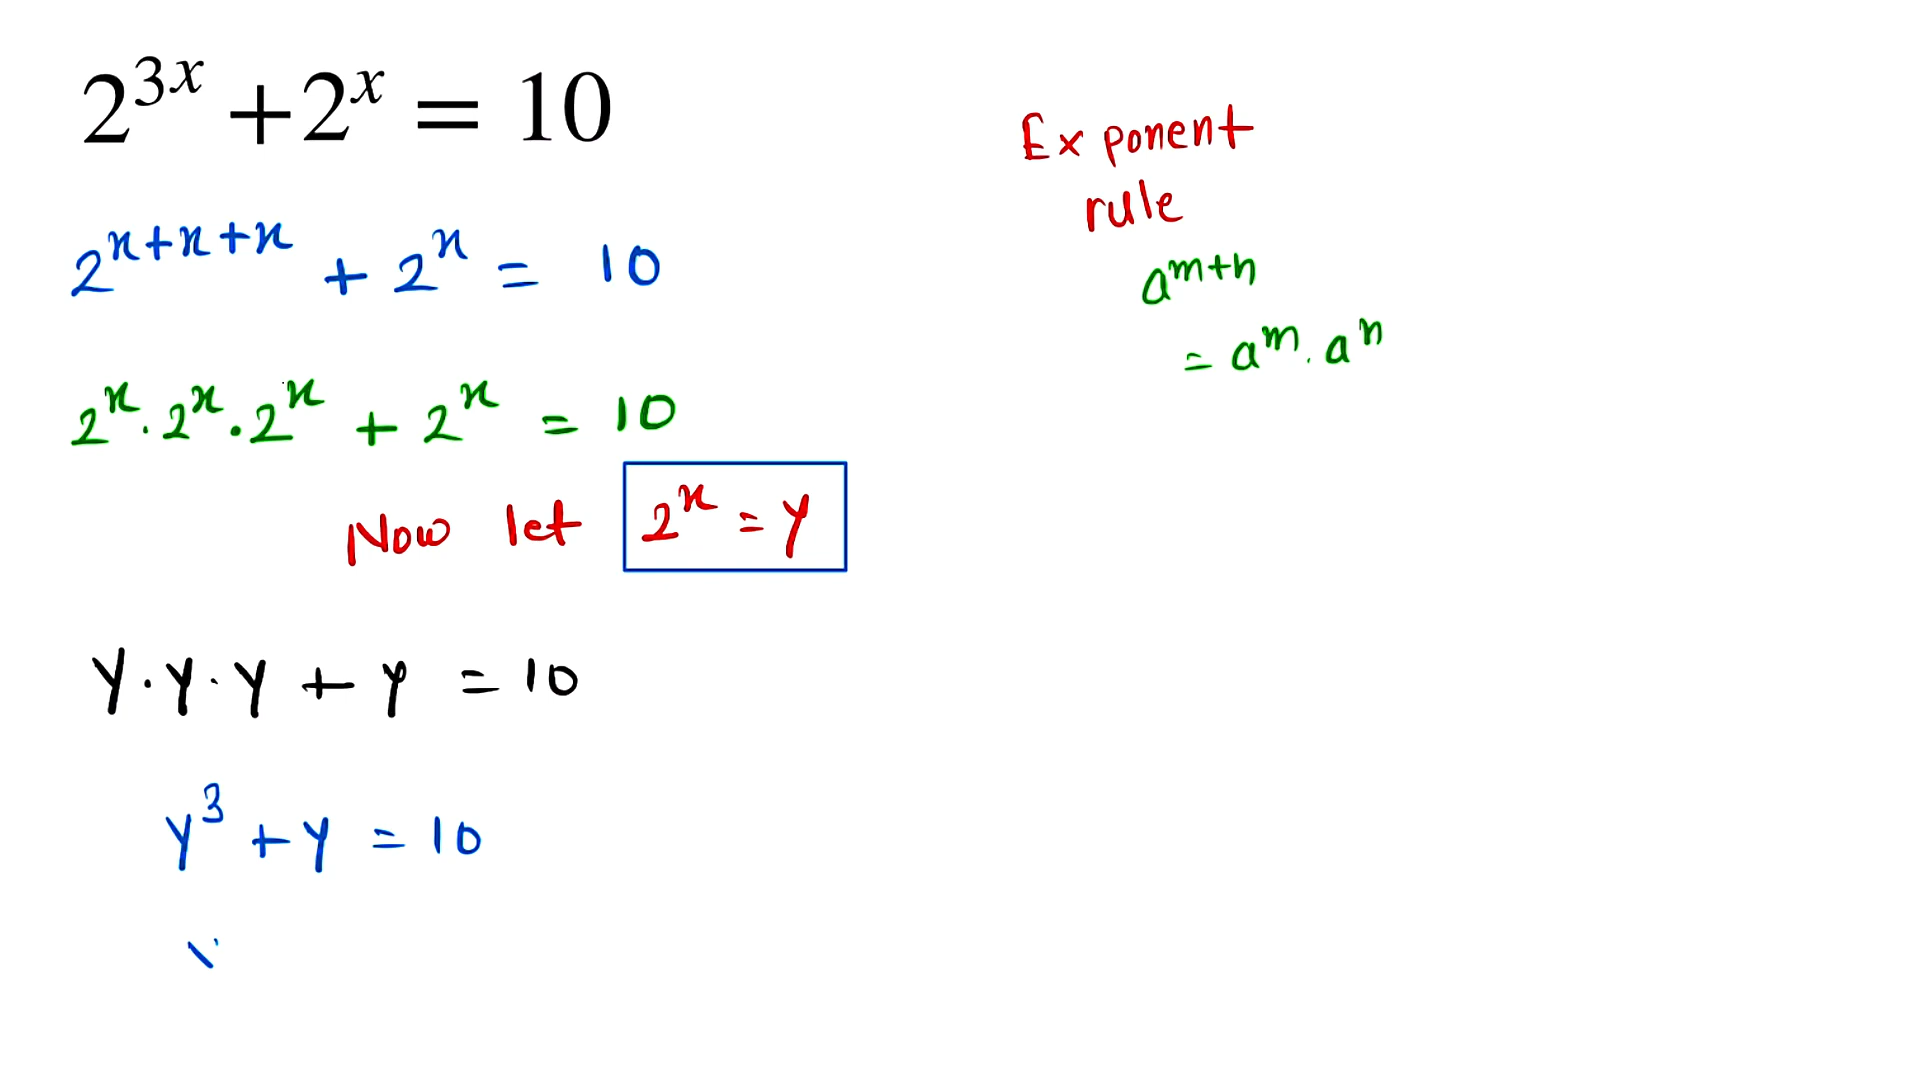 2^{3x} + 2^x = 10
2^{x+x+x} + 2^x = 10
2^x · 2^x · 2^x + 2^x = 10
Now let 2^x = y
y · y · y + y = 10
y^3 + y = 10
Exponent
rule
a^{m+n}
= a^m · a^n